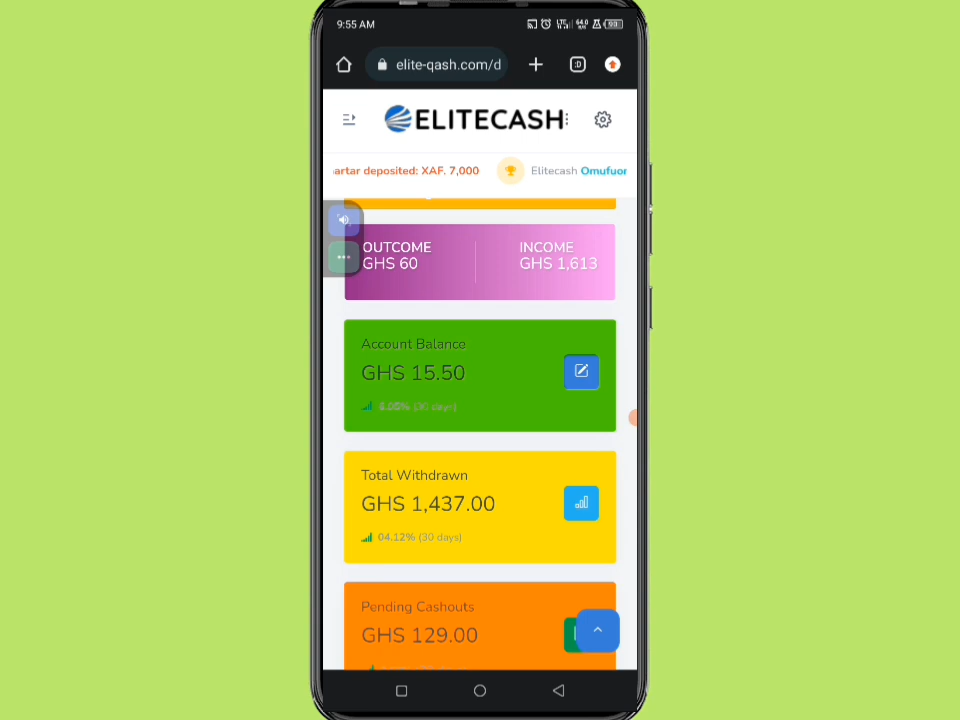 9:55 AM
elite-qash.com/d
ELITECASH
artar deposited: XAF. 7,000
Elitecash Omufuor
OUTCOME INCOME
GHS 60 GHS 1,613
Account Balance
GHS 15.50
(30 days)
Total Withdrawn
GHS 1,437.00
04.12% (30 days)
Pending Cashouts
GHS 129.00